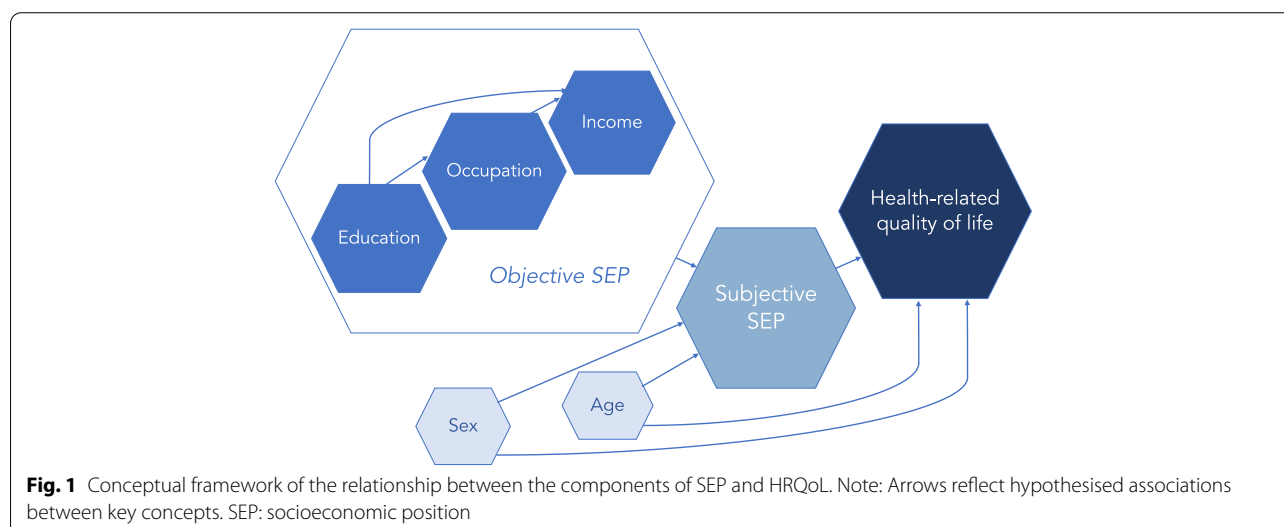 Income
Occupation
Education
Objective SEP
Health-related
quality of life
Subjective
SEP
Age
Sex
Fig. 1 Conceptual framework of the relationship between the components of SEP and HRQoL. Note: Arrows reflect hypothesised associations
between key concepts. SEP: socioeconomic position